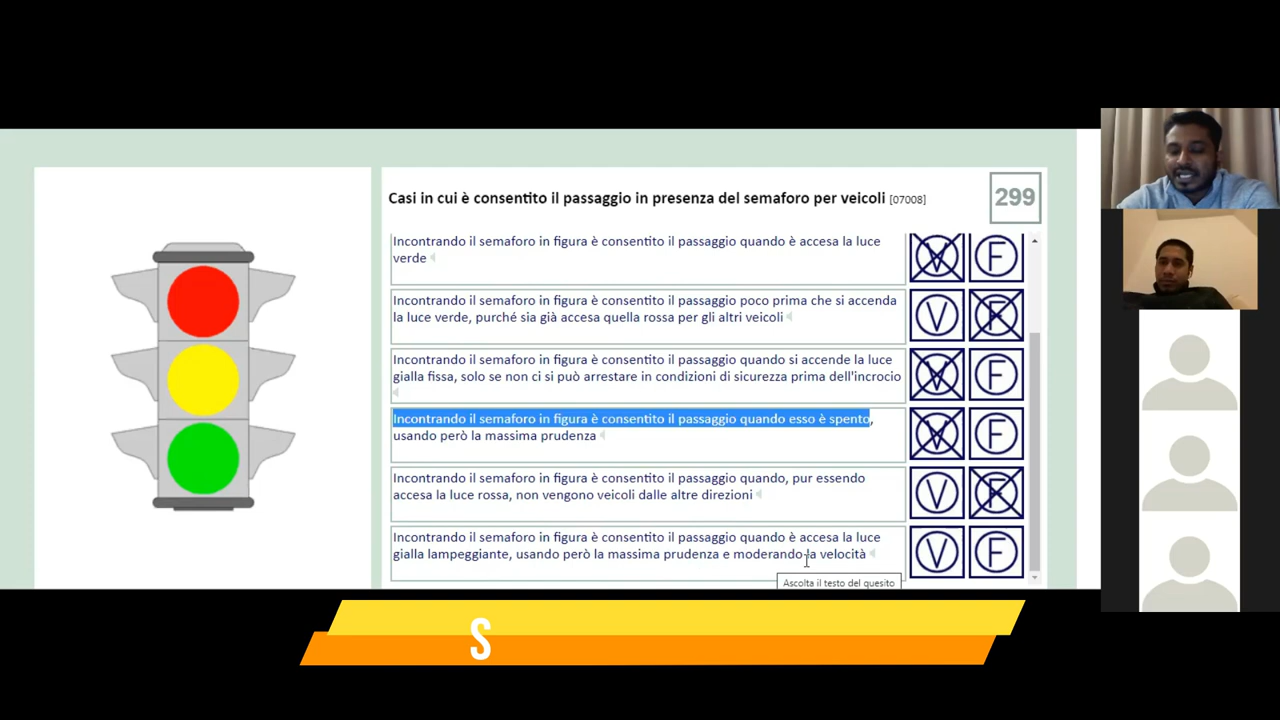 Casi in cui è consentito il passaggio in presenza del semaforo per veicoli [07008]
299
Incontrando il semaforo in figura è consentito il passaggio quando è accesa la luce
verde
V F
Incontrando il semaforo in figura è consentito il passaggio poco prima che si accenda
la luce verde, purché sia già accesa quella rossa per gli altri veicoli
V F
Incontrando il semaforo in figura è consentito il passaggio quando si accende la luce
gialla fissa, solo se non ci si può arrestare in condizioni di sicurezza prima dell'incrocio
V F
Incontrando il semaforo in figura è consentito il passaggio quando esso è spento,
usando però la massima prudenza
V F
Incontrando il semaforo in figura è consentito il passaggio quando, pur essendo
accesa la luce rossa, non vengono veicoli dalle altre direzioni
V F
Incontrando il semaforo in figura è consentito il passaggio quando è accesa la luce
gialla lampeggiante, usando però la massima prudenza e moderando la velocità
V F
Ascolta il testo del quesito
S